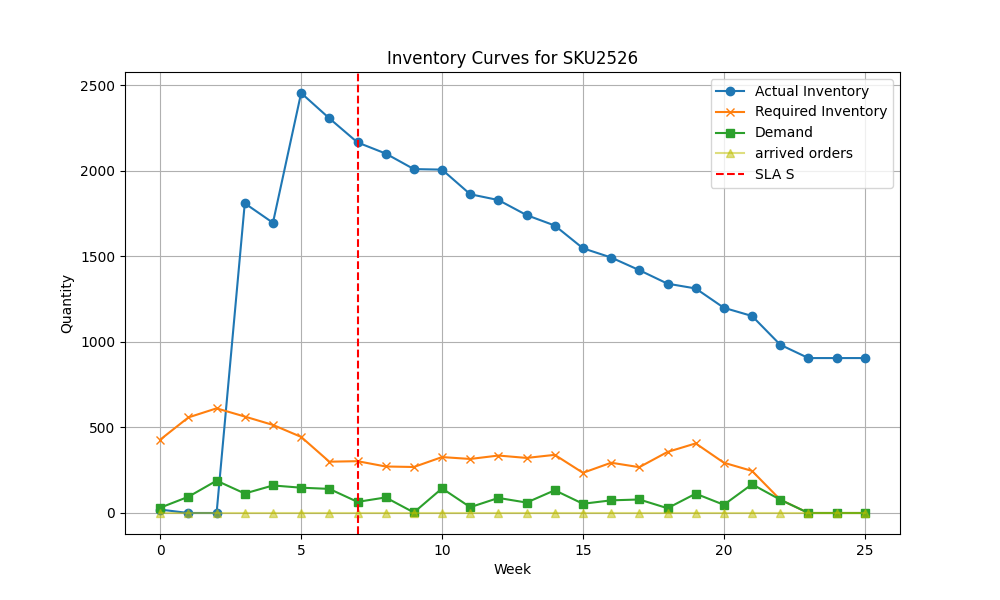 Inventory Curves for SKU2526
Quantity
2500
2000
1500
1000
500
0
Actual Inventory
Required Inventory
Demand
arrived orders
SLA S
0 5 10 15 20 25
Week